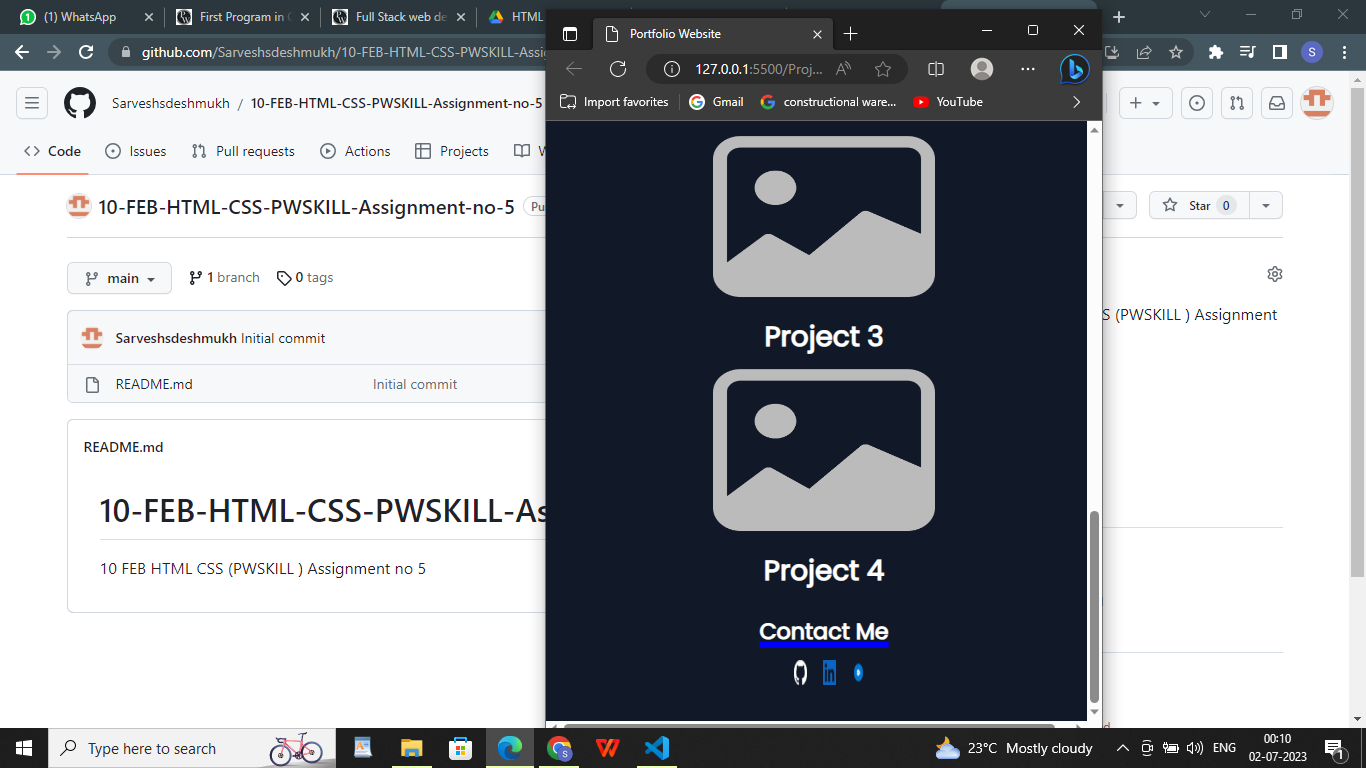 (1) WhatsApp
First Program in
Full Stack web de
HTML
github.com/Sarveshsdeshmukh/10-FEB-HTML-CSS-PWSKILL-Assi
S
Sarveshsdeshmukh / 10-FEB-HTML-CSS-PWSKILL-Assignment-no-5
Code
Issues
Pull requests
Actions
Projects
10-FEB-HTML-CSS-PWSKILL-Assignment-no-5
Pu
Star 0
main
1 branch
0 tags
S (PWSKILL ) Assignment
Sarveshsdeshmukh Initial commit
README.md
Initial commit
README.md
10-FEB-HTML-CSS-PWSKILL-As
10 FEB HTML CSS (PWSKILL ) Assignment no 5
Portfolio Website
127.0.0.1:5500/Proj...
Import favorites
Gmail
constructional ware...
YouTube
Project 3
Project 4
Contact Me
in
Type here to search
23°C Mostly cloudy
ENG
00:10
02-07-2023
1